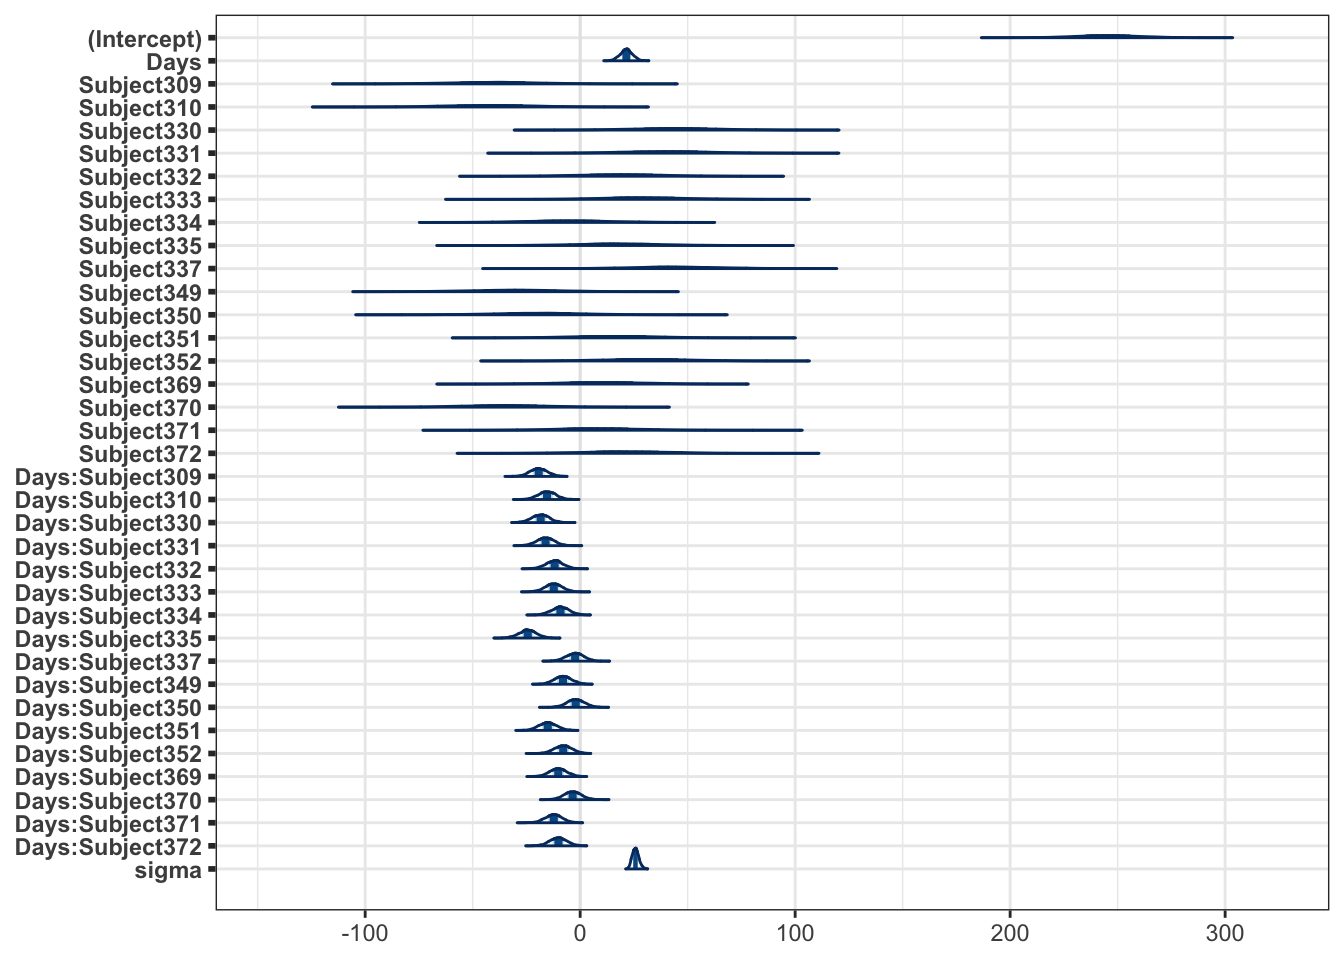 (Intercept)
Days
Subject309
Subject310
Subject330
Subject331
Subject332
Subject333
Subject334
Subject335
Subject337
Subject349
Subject350
Subject351
Subject352
Subject369
Subject370
Subject371
Subject372
Days:Subject309
Days:Subject310
Days:Subject330
Days:Subject331
Days:Subject332
Days:Subject333
Days:Subject334
Days:Subject335
Days:Subject337
Days:Subject349
Days:Subject350
Days:Subject351
Days:Subject352
Days:Subject369
Days:Subject370
Days:Subject371
Days:Subject372
sigma
-100 0 100 200 300